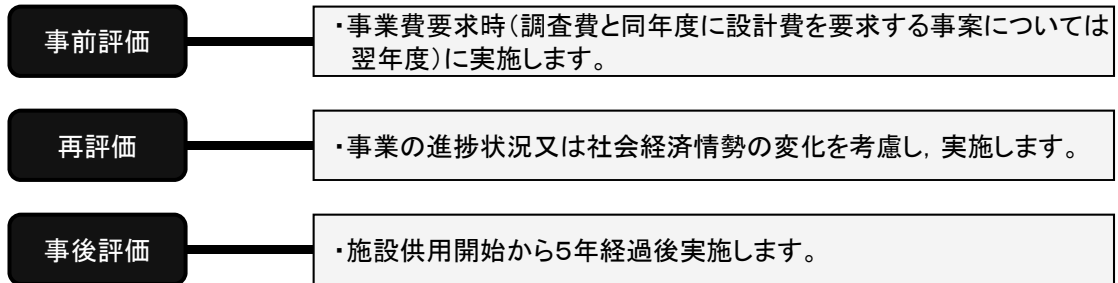 事前評価
・事業費要求時(調査費と同年度に設計費を要求する事案については
翌年度)に実施します。
再評価
・事業の進捗状況又は社会経済情勢の変化を考慮し,実施します。
事後評価
・施設供用開始から5年経過後実施します。